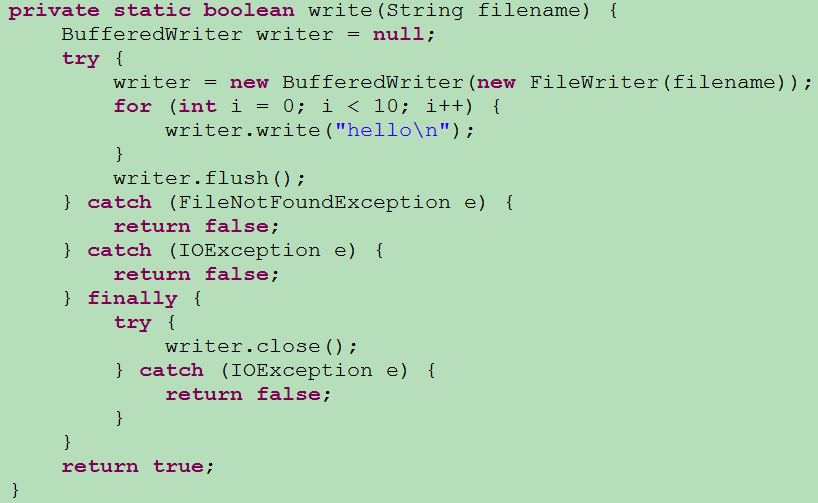 private static boolean write(String filename) {
    BufferedWriter writer = null;
    try {
        writer = new BufferedWriter(new FileWriter(filename));
        for (int i = 0; i < 10; i++) {
            writer.write("hello\n");
        }
        writer.flush();
    } catch (FileNotFoundException e) {
        return false;
    } catch (IOException e) {
        return false;
    } finally {
        try {
            writer.close();
        } catch (IOException e) {
            return false;
        }
    }
    return true;
}